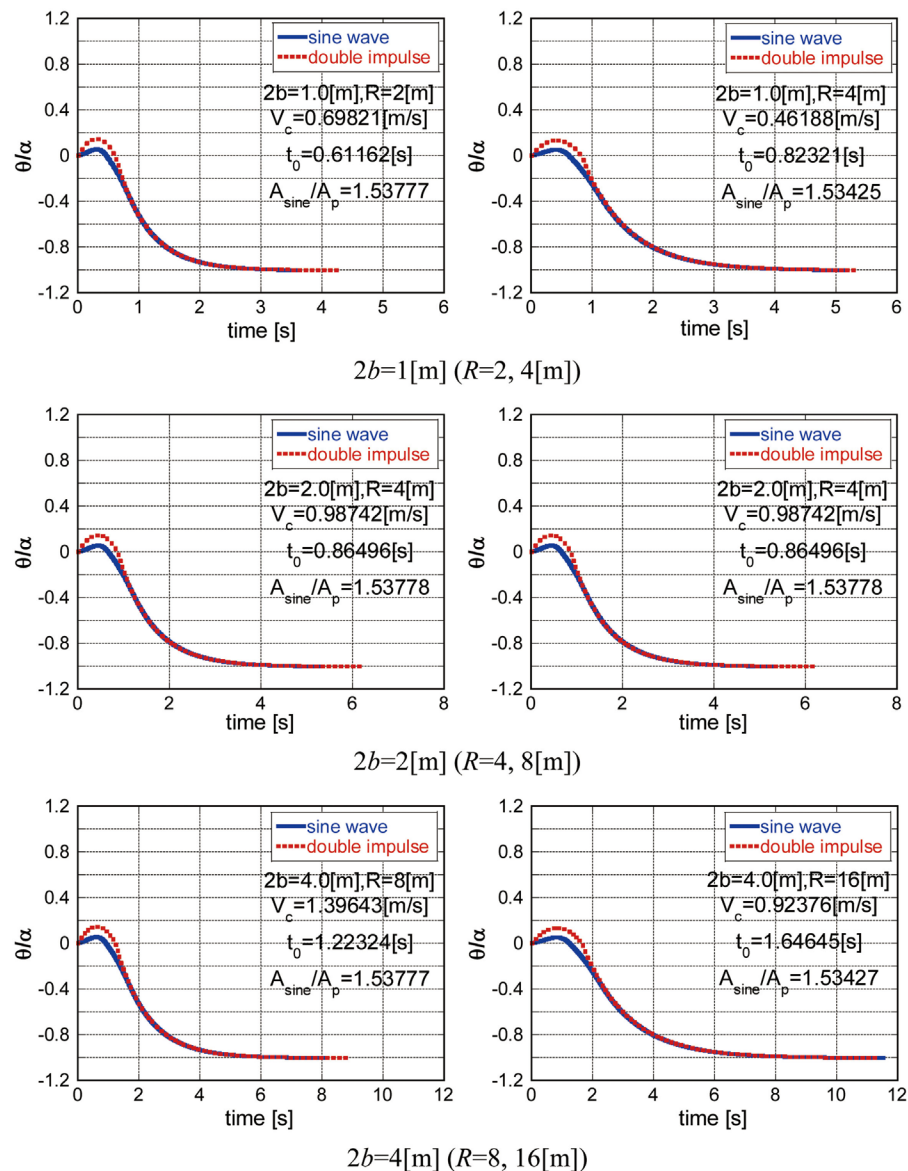 1.2
0.8
0.4
0
-0.4
-0.8
-1.2
θ/α
sine wave
double impulse
2b=1.0[m],R=2[m]
V_c=0.69821[m/s]
t_0=0.61162[s]
A_sine/A_p=1.53777
0 1 2 3 4 5 6
time [s]
1.2
0.8
0.4
0
-0.4
-0.8
-1.2
θ/α
sine wave
double impulse
2b=1.0[m],R=4[m]
V_c=0.46188[m/s]
t_0=0.82321[s]
A_sine/A_p=1.53425
0 1 2 3 4 5 6
time [s]
2b=1[m] (R=2, 4[m])
1.2
0.8
0.4
0
-0.4
-0.8
-1.2
θ/α
sine wave
double impulse
2b=2.0[m],R=4[m]
V_c=0.98742[m/s]
t_0=0.86496[s]
A_sine/A_p=1.53778
0 2 4 6 8
time [s]
1.2
0.8
0.4
0
-0.4
-0.8
-1.2
θ/α
sine wave
double impulse
2b=2.0[m],R=4[m]
V_c=0.98742[m/s]
t_0=0.86496[s]
A_sine/A_p=1.53778
0 2 4 6 8
time [s]
2b=2[m] (R=4, 8[m])
1.2
0.8
0.4
0
-0.4
-0.8
-1.2
θ/α
sine wave
double impulse
2b=4.0[m],R=8[m]
V_c=1.39643[m/s]
t_0=1.22324[s]
A_sine/A_p=1.53777
0 2 4 6 8 10 12
time [s]
1.2
0.8
0.4
0
-0.4
-0.8
-1.2
θ/α
sine wave
double impulse
2b=4.0[m],R=16[m]
V_c=0.92376[m/s]
t_0=1.64645[s]
A_sine/A_p=1.53427
0 2 4 6 8 10 12
time [s]
2b=4[m] (R=8, 16[m])